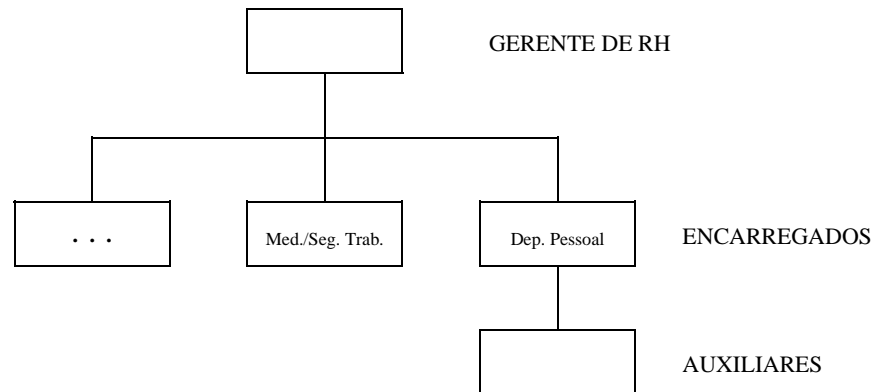 GERENTE DE RH
. . .
Med./Seg. Trab.
Dep. Pessoal
ENCARREGADOS
AUXILIARES